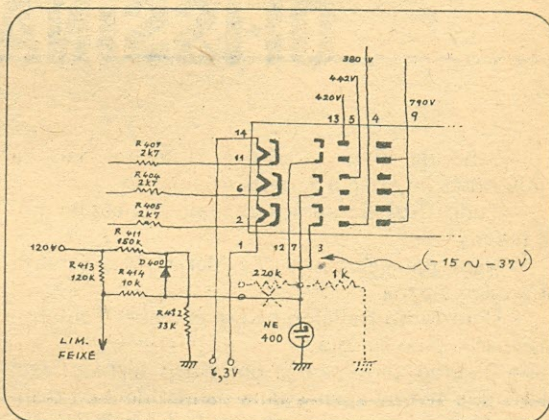 380 V
442V
420V
790V
13 5 4 9
14
R 407
2k7
11
R 404
2k7
6
R 405
2k7
2
R 411
150k
1
12 7 3
120V
D400
R 413
120K
R 414
10k
220k
1k
(-15 ~ -37V)
R 412
33K
NE
400
LIM.
FEIXE
6,3V